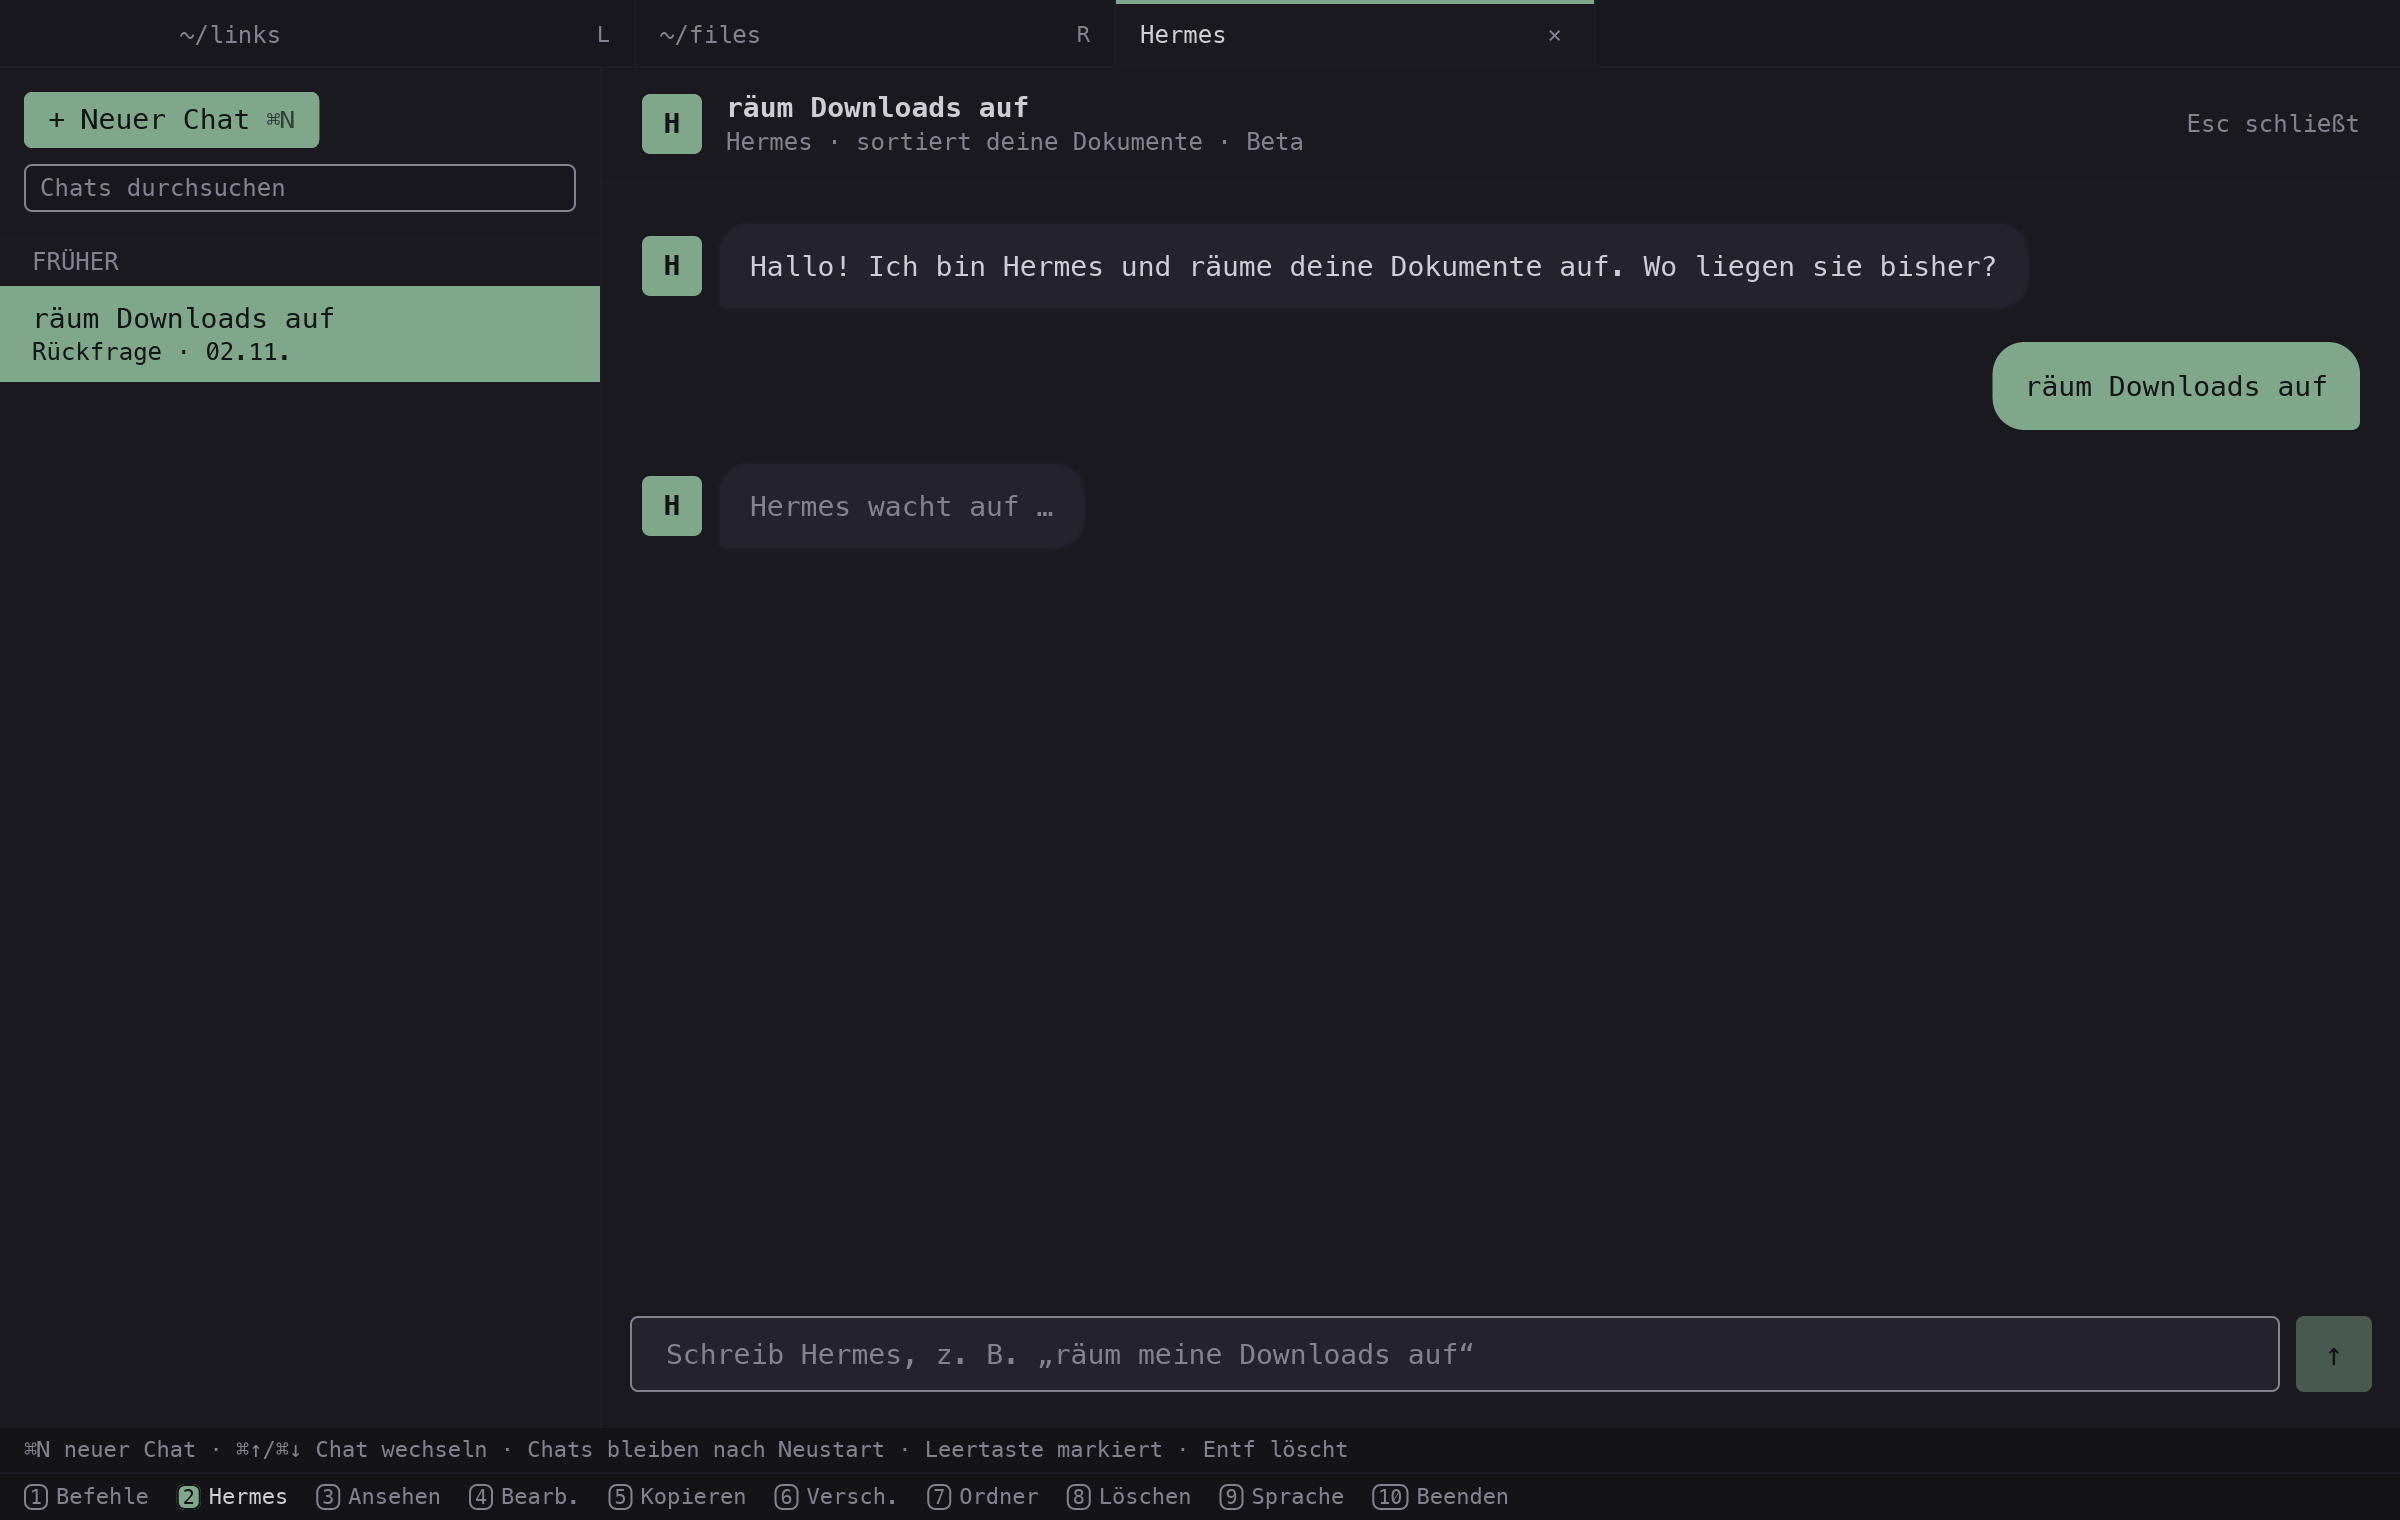 ~/links L ~/files R Hermes ×
+ Neuer Chat ⌘N
Chats durchsuchen
FRÜHER
räum Downloads auf
Rückfrage · 02.11.
H räum Downloads auf
Hermes · sortiert deine Dokumente · Beta
Esc schließt
H Hallo! Ich bin Hermes und räume deine Dokumente auf. Wo liegen sie bisher?
räum Downloads auf
H Hermes wacht auf …
Schreib Hermes, z. B. „räum meine Downloads auf“ ↑
⌘N neuer Chat · ⌘↑/⌘↓ Chat wechseln · Chats bleiben nach Neustart · Leertaste markiert · Entf löscht
1 Befehle 2 Hermes 3 Ansehen 4 Bearb. 5 Kopieren 6 Versch. 7 Ordner 8 Löschen 9 Sprache 10 Beenden